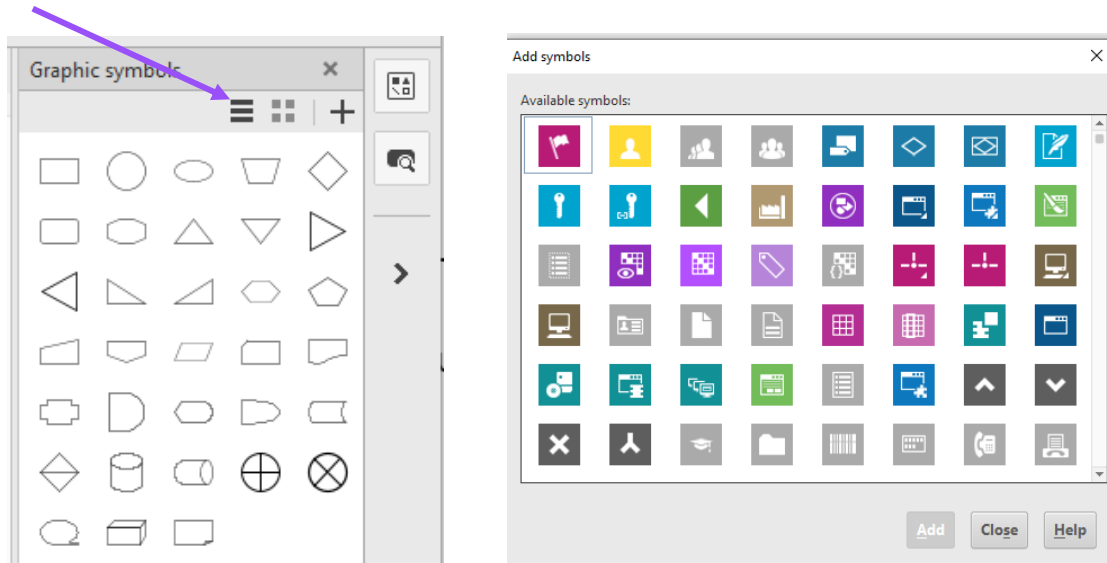 Graphic symbols
Add symbols
Available symbols:
Add
Close
Help